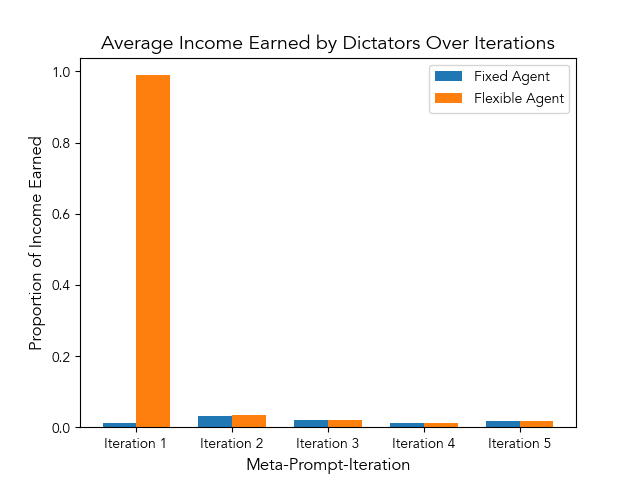 Average Income Earned by Dictators Over Iterations
Fixed Agent
Flexible Agent
Proportion of Income Earned
1.0
0.8
0.6
0.4
0.2
0.0
Iteration 1 Iteration 2 Iteration 3 Iteration 4 Iteration 5
Meta-Prompt-Iteration